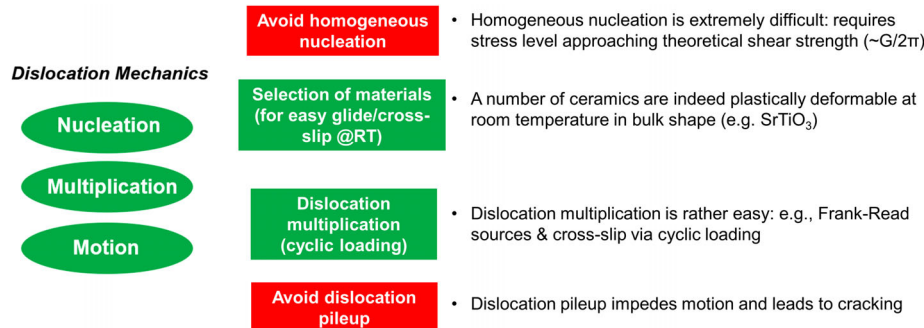 Dislocation Mechanics
Nucleation
Multiplication
Motion
Avoid homogeneous
nucleation
• Homogeneous nucleation is extremely difficult: requires
stress level approaching theoretical shear strength (~G/2π)
Selection of materials
(for easy glide/cross-
slip @RT)
• A number of ceramics are indeed plastically deformable at
room temperature in bulk shape (e.g. SrTiO₃)
Dislocation
multiplication
(cyclic loading)
• Dislocation multiplication is rather easy: e.g., Frank-Read
sources & cross-slip via cyclic loading
Avoid dislocation
pileup
• Dislocation pileup impedes motion and leads to cracking